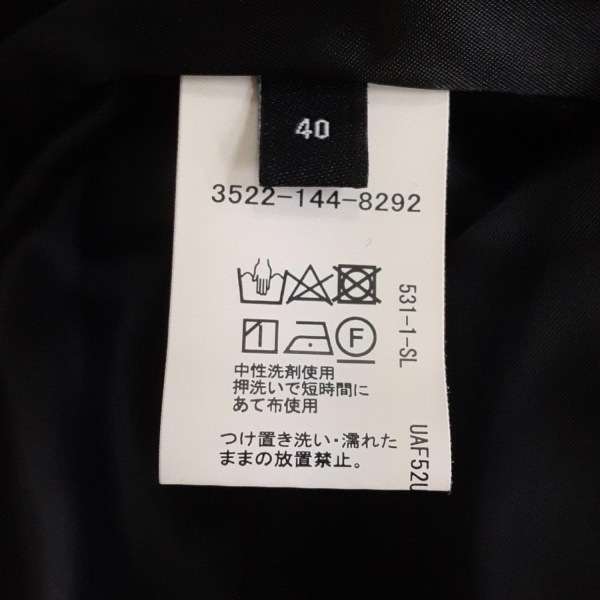 40
3522-144-8292
F
中性洗剤使用
押洗いで短時間に
あて布使用
つけ置き洗い・濡れた
ままの放置禁止。
531-1-SL
UAF52U